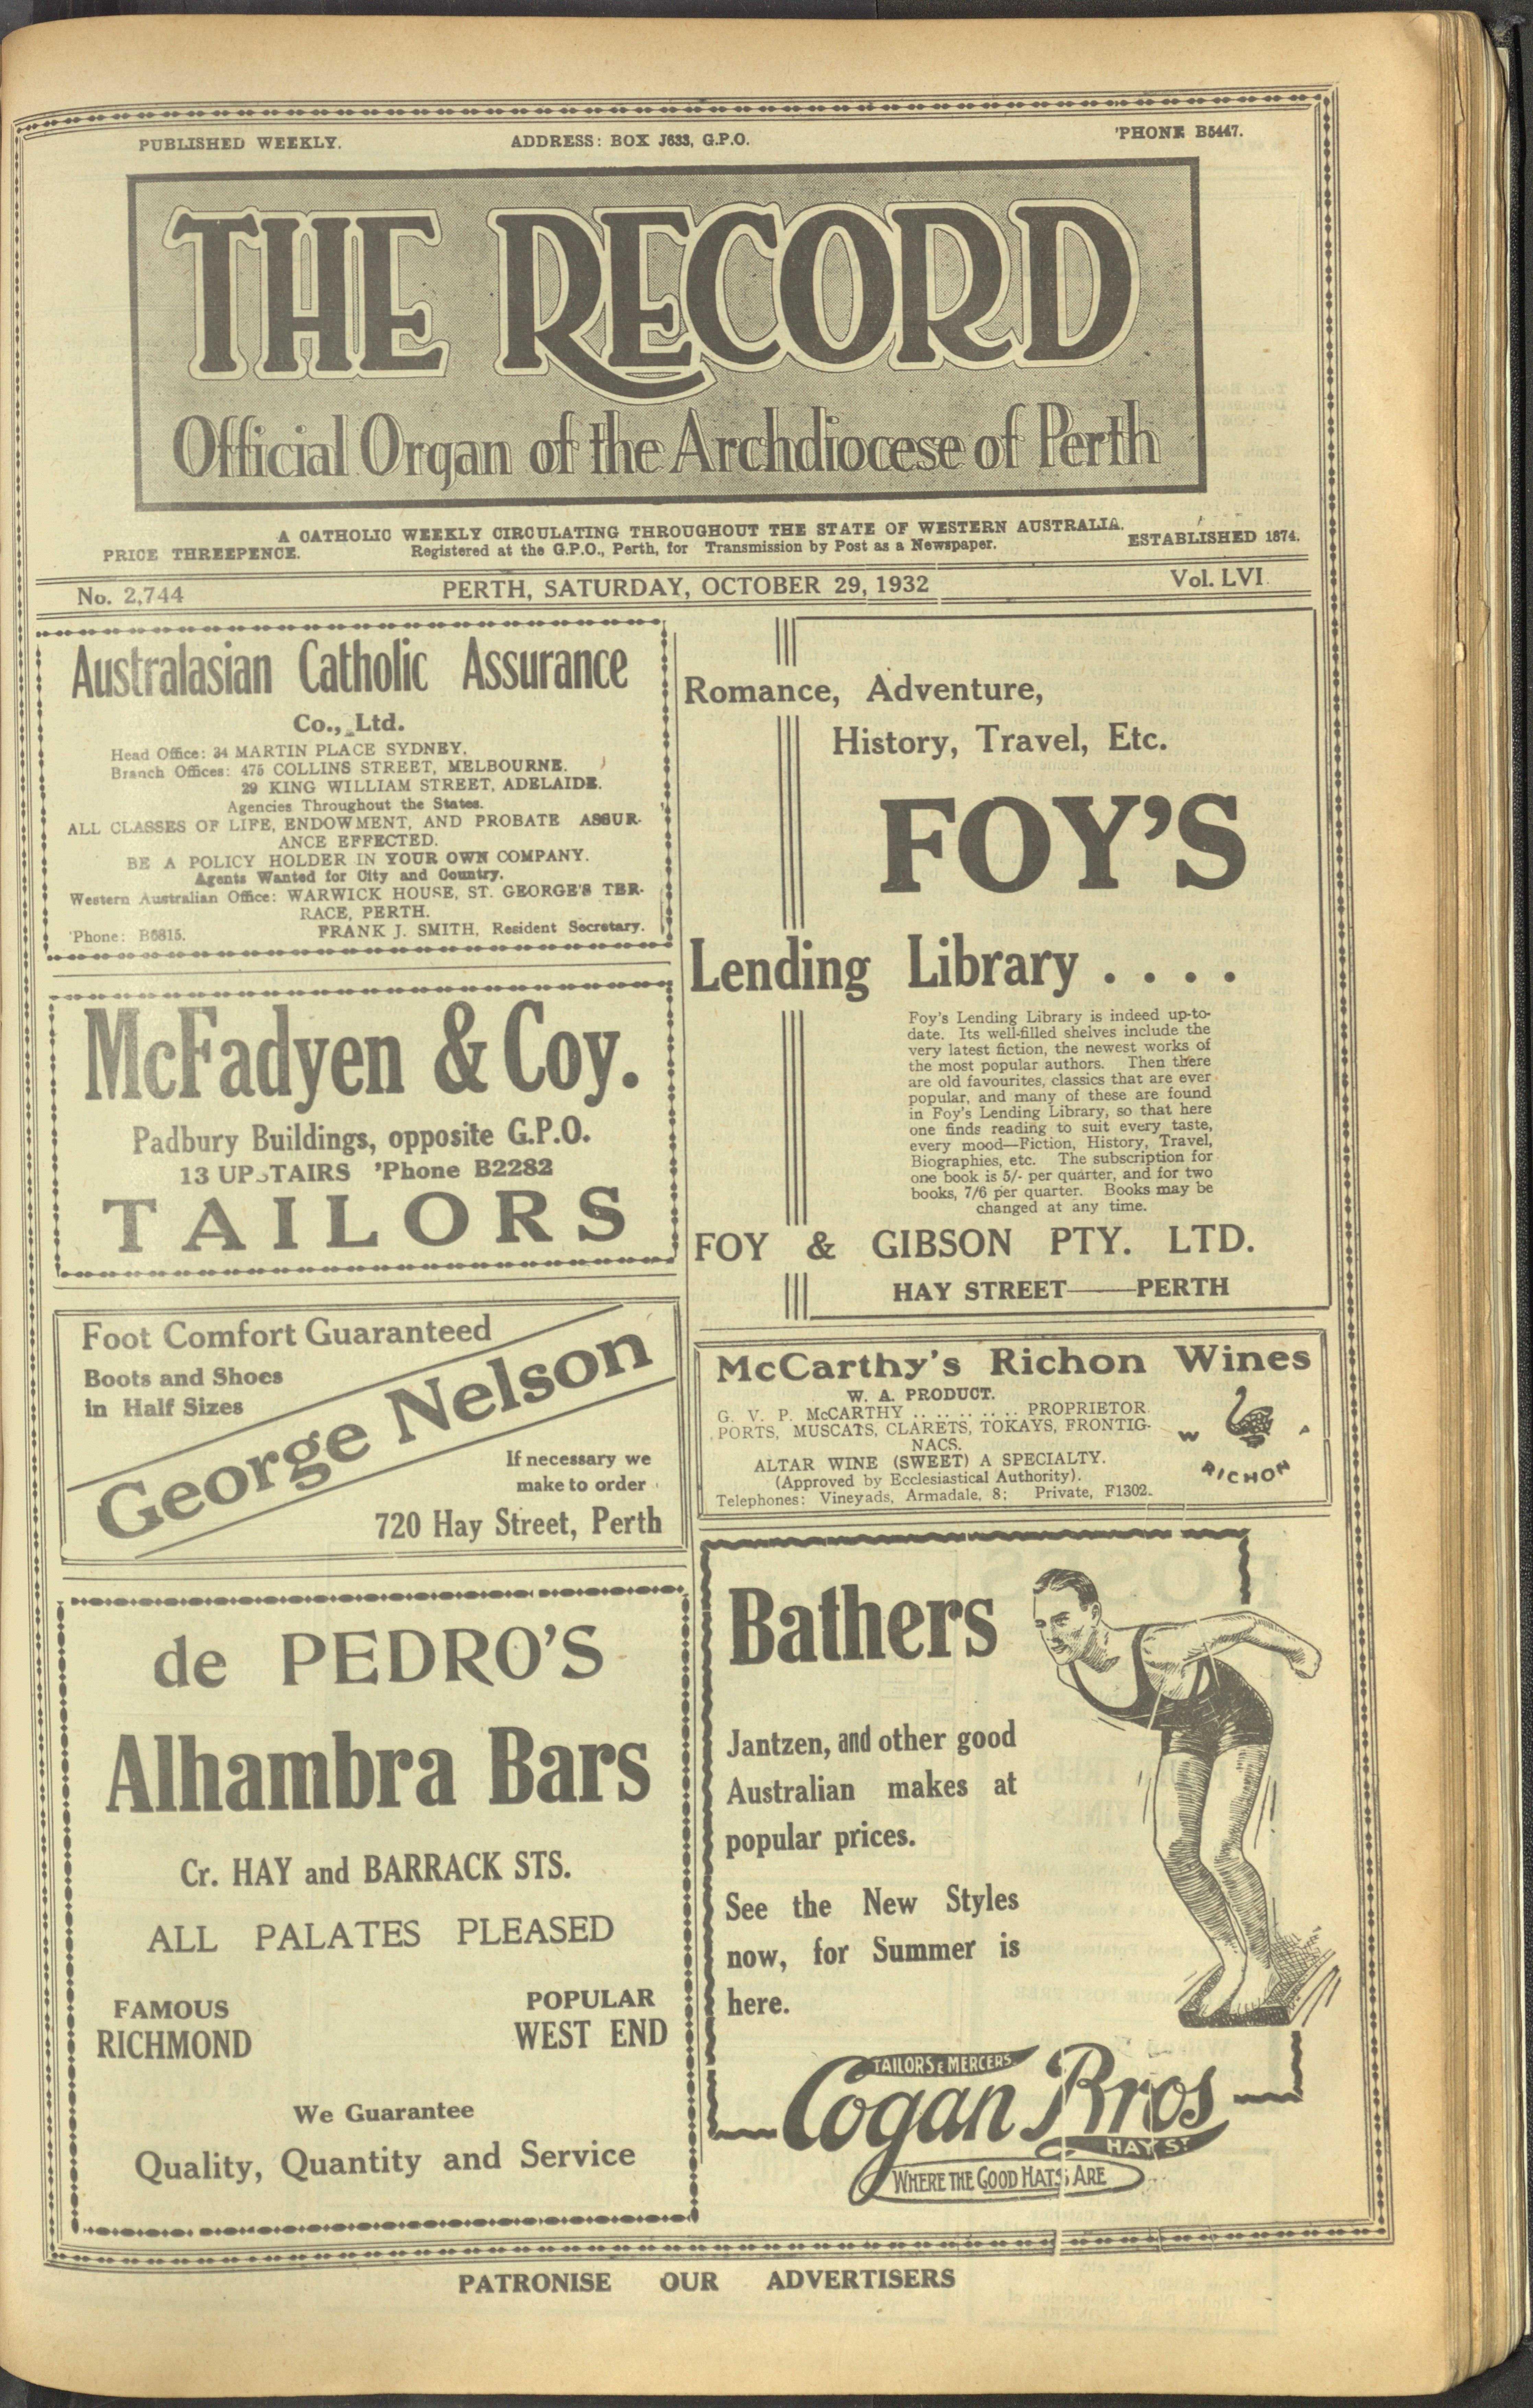 PUBLISHED WEEKLY.
ADDRESS: BOX J633, G.P.O.
'PHONE B5447.
THE RECORD
Official Organ of the Archdiocese of Perth
A CATHOLIC WEEKLY CIRCULATING THROUGHOUT THE STATE OF WESTERN AUSTRALIA.
PRICE THREEPENCE.
Registered at the G.P.O., Perth, for Transmission by Post as a Newspaper.
ESTABLISHED 1874.
No. 2,744
PERTH, SATURDAY, OCTOBER 29, 1932
Vol. LVI.
Australasian Catholic Assurance
Co., Ltd.
Head Office: 34 MARTIN PLACE SYDNEY.
Branch Offices: 475 COLLINS STREET, MELBOURNE.
29 KING WILLIAM STREET, ADELAIDE.
Agencies Throughout the States.
ALL CLASSES OF LIFE, ENDOWMENT, AND PROBATE ASSUR-
ANCE EFFECTED.
BE A POLICY HOLDER IN YOUR OWN COMPANY.
Agents Wanted for City and Country.
Western Australian Office: WARWICK HOUSE, ST. GEORGE'S TER-
RACE, PERTH.
'Phone: B6815.
FRANK J. SMITH, Resident Secretary.
McFadyen & Coy.
Padbury Buildings, opposite G.P.O.
13 UPSTAIRS 'Phone B2282
TAILORS
Foot Comfort Guaranteed
Boots and Shoes
in Half Sizes
George Nelson
If necessary we
make to order
720 Hay Street, Perth
de PEDRO'S
Alhambra Bars
Cr. HAY and BARRACK STS.
ALL PALATES PLEASED
FAMOUS
RICHMOND
POPULAR
WEST END
We Guarantee
Quality, Quantity and Service
Romance, Adventure,
History, Travel, Etc.
FOY'S
Lending Library . . . .
Foy's Lending Library is indeed up-to-
date. Its well-filled shelves include the
very latest fiction, the newest works of
the most popular authors. Then there
are old favourites, classics that are ever
popular, and many of these are found
in Foy's Lending Library, so that here
one finds reading to suit every taste,
every mood—Fiction, History, Travel,
Biographies, etc. The subscription for
one book is 5/- per quarter, and for two
books, 7/6 per quarter. Books may be
changed at any time.
FOY & GIBSON PTY. LTD.
HAY STREET——PERTH
McCarthy's Richon Wines
W. A. PRODUCT.
G. V. P. McCARTHY .. .. .. .. .. PROPRIETOR
PORTS, MUSCATS, CLARETS, TOKAYS, FRONTIG-
NACS.
ALTAR WINE (SWEET) A SPECIALTY.
(Approved by Ecclesiastical Authority).
Telephones: Vineyards, Armadale, 8; Private, F1302.
W A
RICHON
Bathers
Jantzen, and other good
Australian makes at
popular prices.
See the New Styles
now, for Summer is
here.
TAILORS & MERCERS
Cogan Bros
HAY ST
WHERE THE GOOD HATS ARE
PATRONISE OUR ADVERTISERS